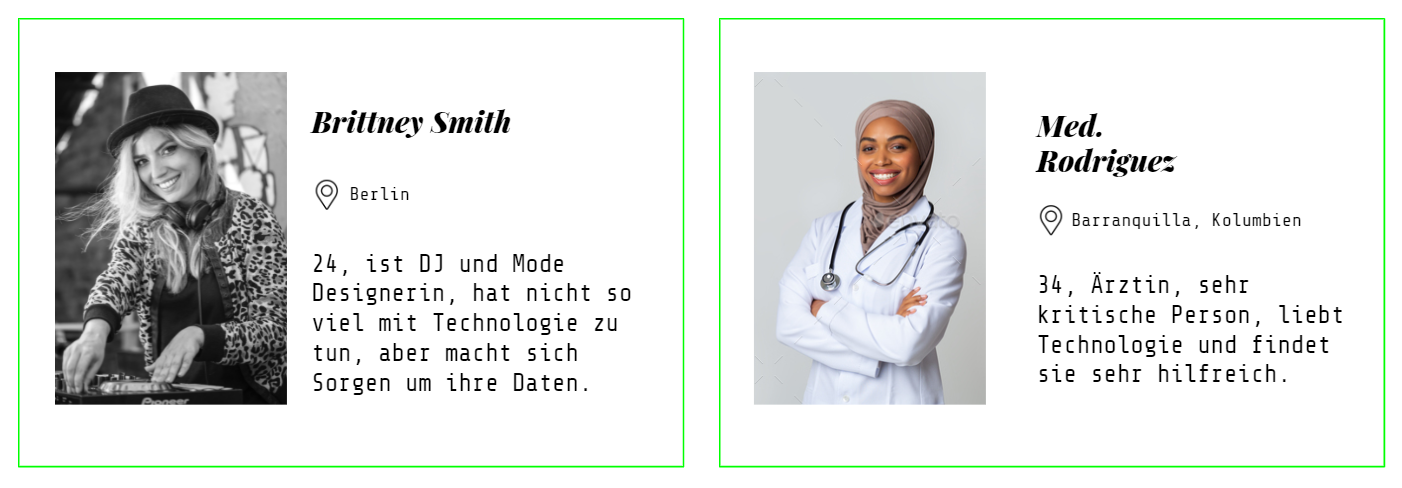 Brittney Smith
Berlin
24, ist DJ und Mode
Designerin, hat nicht so
viel mit Technologie zu
tun, aber macht sich
Sorgen um ihre Daten.
Pioneer
Med.
Rodriguez
Barranquilla, Kolumbien
34, Ärztin, sehr
kritische Person, liebt
Technologie und findet
sie sehr hilfreich.